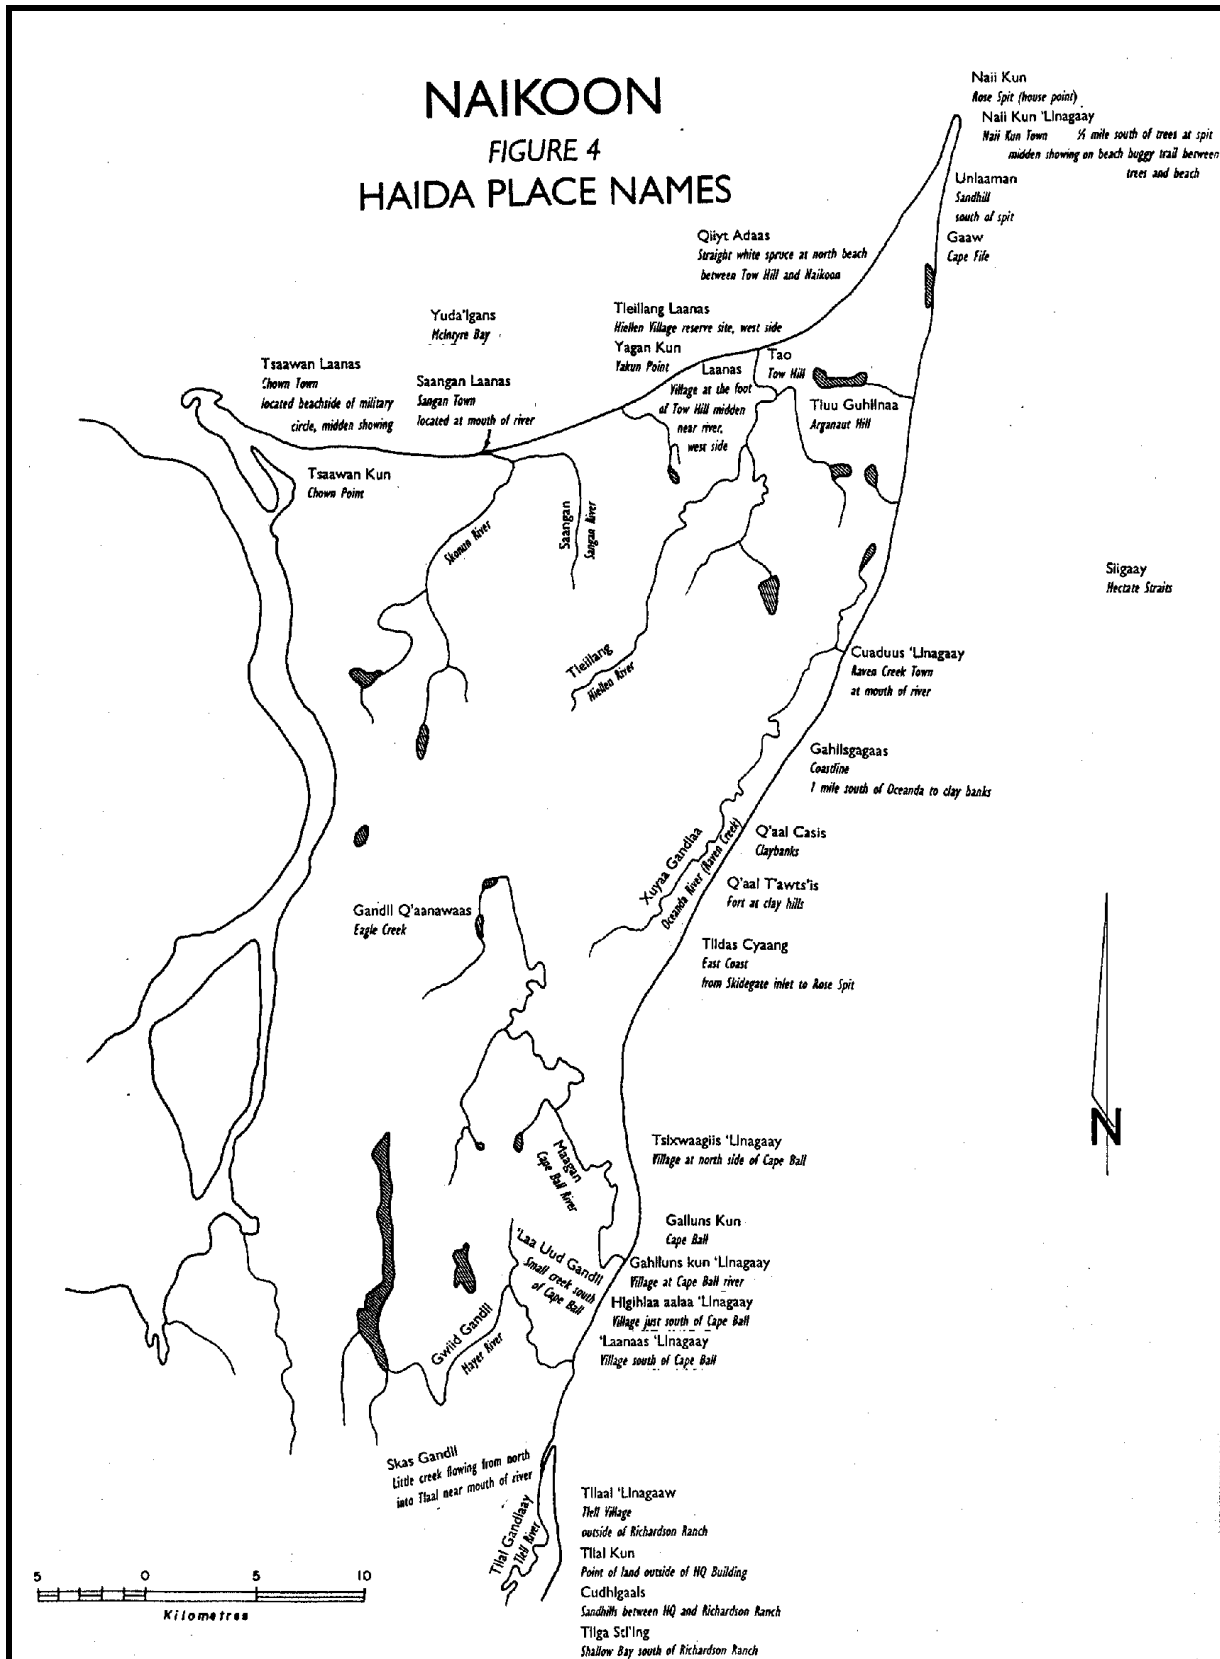 NAIKOON
FIGURE 4
HAIDA PLACE NAMES
Naii Kun
Rose Spit (house point)
Naii Kun 'Llnagaay
Naii Kun Town ½ mile south of trees at spit
midden showing on beach buggy trail between
trees and beach
Unlaaman
Sandhill
south of spit
Gaaw
Cape Fife
Qiiyt Adaas
Straight white spruce at north beach
between Tow Hill and Naikoon
Yuda'lgans
McIntyre Bay
Tleillang Laanas
Hiellen Village reserve site, west side
Yagan Kun
Yakun Point
Laanas
Village at the foot
of Tow Hill midden
near river,
west side
Tao
Tow Hill
Tluu Guhllnaa
Arganaut Hill
Tsaawan Laanas
Chown Town
located beachside of military
circle, midden showing
Saangan Laanas
Sangan Town
located at mouth of river
Tsaawan Kun
Chown Point
Skonun River
Saangan
Sangan River
Tleillang
Hiellen River
Siigaay
Hectate Straits
Cuaduus 'Llnagaay
Raven Creek Town
at mouth of river
Gahllsgagaas
Coastline
1 mile south of Oceanda to clay banks
Xuyaa Gandlaa
Oceanda River (Raven Creek)
Q'aal Casis
Claybanks
Q'aal T'awts'is
Fort at clay hills
Gandll Q'aanawaas
Eagle Creek
Tlldas Cyaang
East Coast
from Skidegate inlet to Rose Spit
N
Tslxwaagiis 'Llnagaay
Village at north side of Cape Ball
Maagan
Cape Ball River
Galluns Kun
Cape Ball
'Laa Uud Gandll
Small creek south
of Cape Ball
Gahlluns kun 'Llnagaay
Village at Cape Ball river
Hlgihlaa aalaa 'Llnagaay
Village just south of Cape Ball
'Laanaas 'Llnagaay
Village south of Cape Ball
Gwiid Gandll
Mayer River
Skas Gandll
Little creek flowing from north
into Tlaal near mouth of river
Tllal Gandlaay
Tlell River
Tllaal 'Llnagaaw
Tlell Village
outside of Richardson Ranch
Tllal Kun
Point of land outside of HQ Building
Cudhlgaals
Sandhills between HQ and Richardson Ranch
Tllga Stl'lng
Shallow Bay south of Richardson Ranch
5 0 5 10
Kilometres